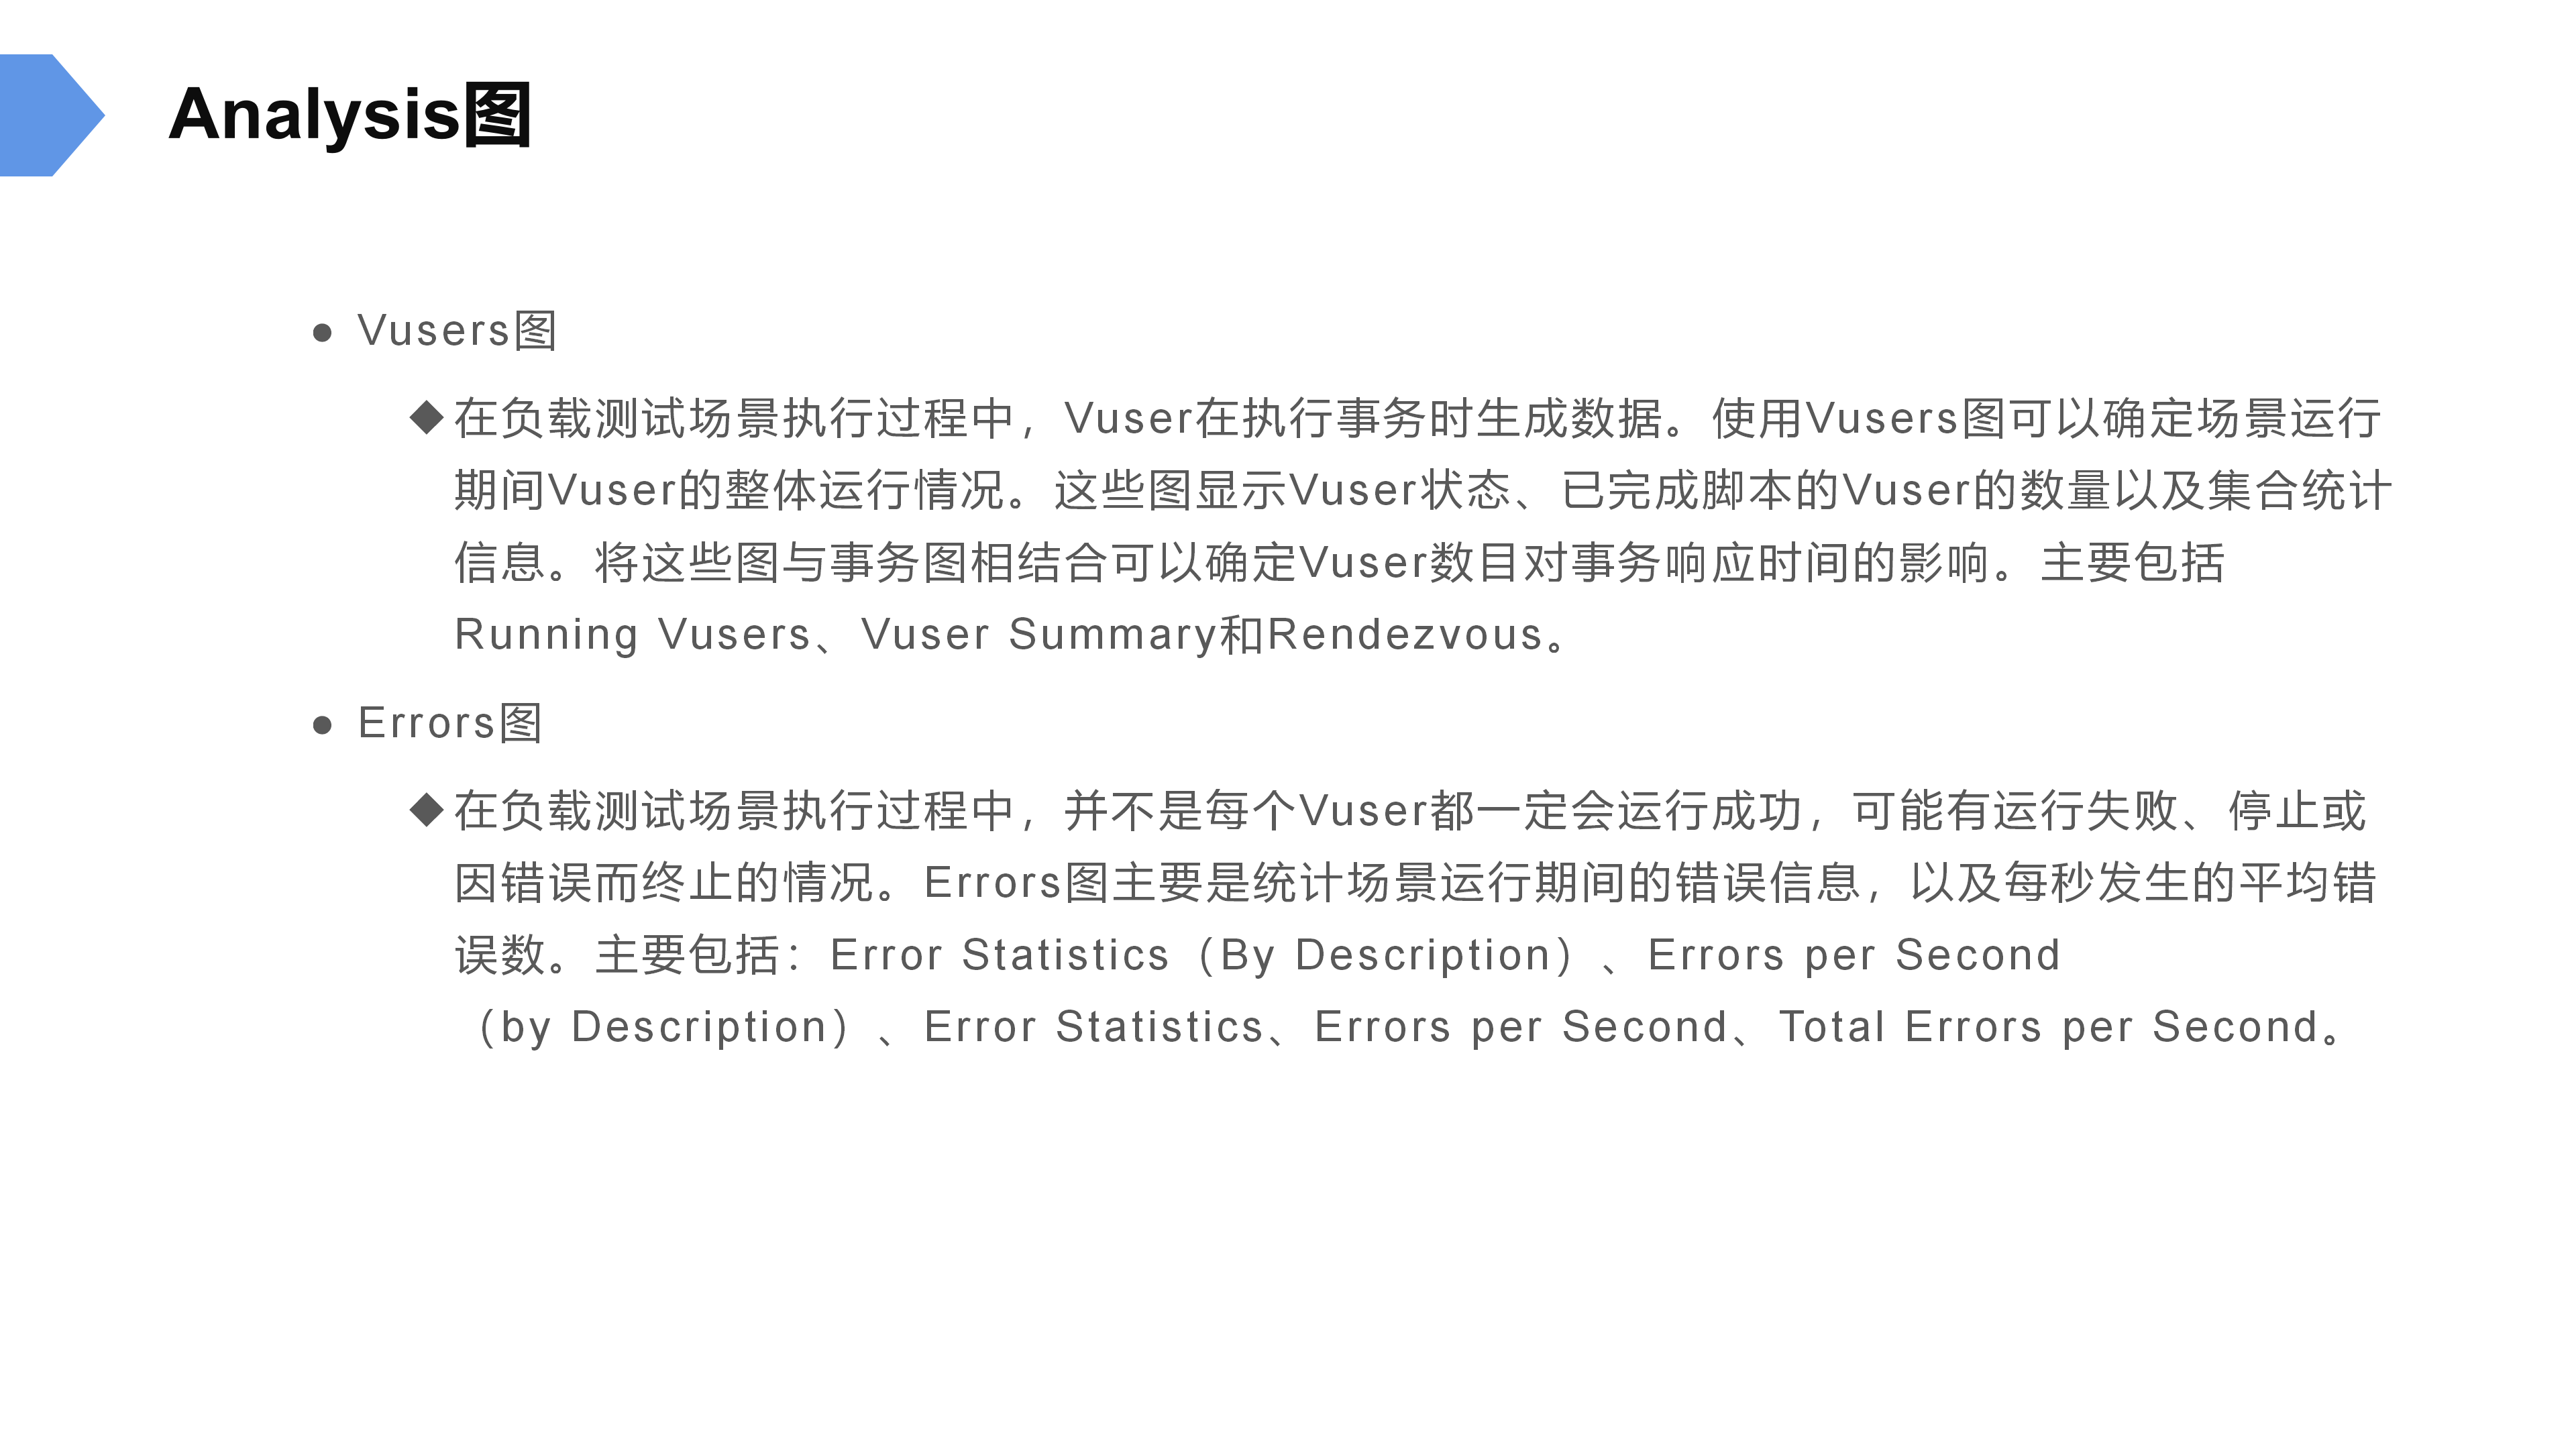 Analysis图
● Vusers图
◆在负载测试场景执行过程中，Vuser在执行事务时生成数据。使用Vusers图可以确定场景运行
期间Vuser的整体运行情况。这些图显示Vuser状态、已完成脚本的Vuser的数量以及集合统计
信息。将这些图与事务图相结合可以确定Vuser数目对事务响应时间的影响。主要包括
Running Vusers、Vuser Summary和Rendezvous。
● Errors图
◆在负载测试场景执行过程中，并不是每个Vuser都一定会运行成功，可能有运行失败、停止或
因错误而终止的情况。Errors图主要是统计场景运行期间的错误信息，以及每秒发生的平均错
误数。主要包括：Error Statistics（By Description）、Errors per Second
（by Description）、Error Statistics、Errors per Second、Total Errors per Second。